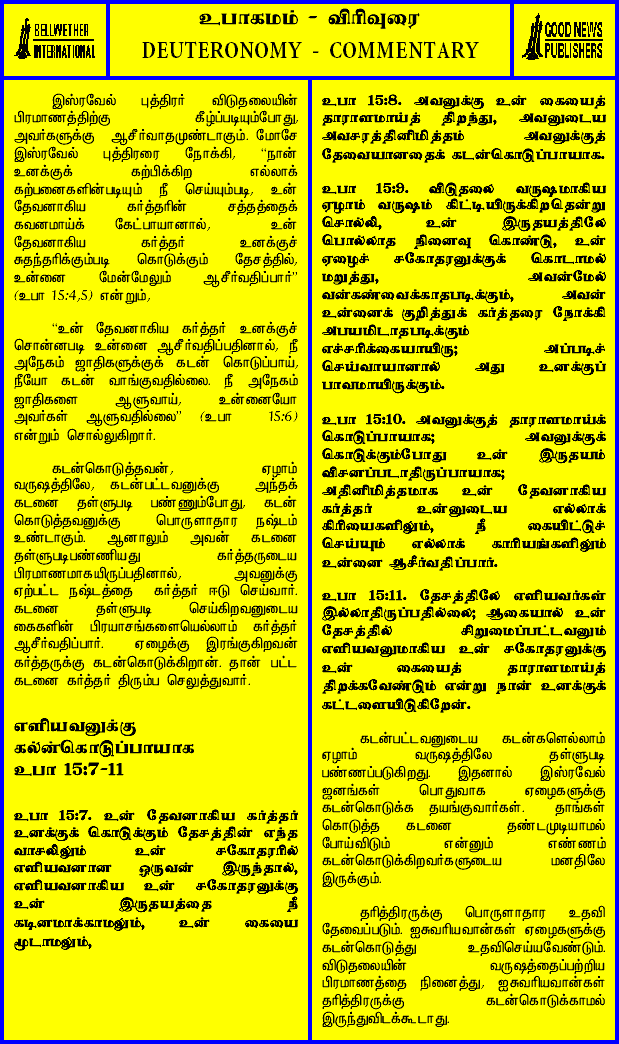 BELLWETHER
INTERNATIONAL
உபாகமம் - விரிவுரை
DEUTERONOMY - COMMENTARY
GOOD NEWS
PUBLISHERS
இஸ்ரவேல் புத்திரர் விடுதலையின்
பிரமாணத்திற்கு கீழ்ப்படியும்போது,
அவர்களுக்கு ஆசீர்வாதமுண்டாகும். மோசே
இஸ்ரவேல் புத்திரரை நோக்கி, “நான்
உனக்குக் கற்பிக்கிற எல்லாக்
கற்பனைகளின்படியும் நீ செய்யும்படி, உன்
தேவனாகிய கர்த்தரின் சத்தத்தைக்
கவனமாய்க் கேட்பாயானால், உன்
தேவனாகிய கர்த்தர் உனக்குச்
சுதந்தரிக்கும்படி கொடுக்கும் தேசத்தில்,
உன்னை மேன்மேலும் ஆசீர்வதிப்பார்”
(உபா 15:4,5) என்றும்,
“உன் தேவனாகிய கர்த்தர் உனக்குச்
சொன்னபடி உன்னை ஆசீர்வதிப்பதினால், நீ
அநேகம் ஜாதிகளுக்குக் கடன் கொடுப்பாய்,
நீயோ கடன் வாங்குவதில்லை. நீ அநேகம்
ஜாதிகளை ஆளுவாய், உன்னையோ
அவர்கள் ஆளுவதில்லை” (உபா 15:6)
என்றும் சொல்லுகிறார்.
கடன்கொடுத்தவன், ஏழாம்
வருஷத்திலே, கடன்பட்டவனுக்கு அந்தக்
கடனை தள்ளுபடி பண்ணும்போது, கடன்
கொடுத்தவனுக்கு பொருளாதார நஷ்டம்
உண்டாகும். ஆனாலும் அவன் கடனை
தள்ளுபடிபண்ணியது கர்த்தருடைய
பிரமாணமாகயிருப்பதினால், அவனுக்கு
ஏற்பட்ட நஷ்டத்தை கர்த்தர் ஈடு செய்வார்.
கடனை தள்ளுபடி செய்கிறவனுடைய
கைகளின் பிரயாசங்களையெல்லாம் கர்த்தர்
ஆசீர்வதிப்பார். ஏழைக்கு இரங்குகிறவன்
கர்த்தருக்கு கடன்கொடுக்கிறான். தான் பட்ட
கடனை கர்த்தர் திரும்ப செலுத்துவார்.
எளியவனுக்கு
கல்ன்கொடுப்பாயாக
உபா 15:7-11
உபா 15:7. உன் தேவனாகிய கர்த்தர்
உனக்குக் கொடுக்கும் தேசத்தின் எந்த
வாசலிலும் உன் சகோதரரில்
எளியவனான ஒருவன் இருந்தால்,
எளியவனாகிய உன் சகோதரனுக்கு
உன் இருதயத்தை நீ
கடினமாக்காமலும், உன் கையை
மூடாமலும்,
உபா 15:8. அவனுக்கு உன் கையைத்
தாராளமாய்த் திறந்து, அவனுடைய
அவசரத்தினிமித்தம் அவனுக்குத்
தேவையானதைக் கடன்கொடுப்பாயாக.
உபா 15:9. விடுதலை வருஷமாகிய
ஏழாம் வருஷம் கிட்டியிருக்கிறதென்று
சொல்லி, உன் இருதயத்திலே
பொல்லாத நினைவு கொண்டு, உன்
ஏழைச் சகோதரனுக்குக் கொடாமல்
மறுத்து, அவன்மேல்
வன்கண்வைக்காதபடிக்கும், அவன்
உன்னைக் குறித்துக் கர்த்தரை நோக்கி
அபயமிடாதபடிக்கும்
எச்சரிக்கையாயிரு; அப்படிச்
செய்வாயானால் அது உனக்குப்
பாவமாயிருக்கும்.
உபா 15:10. அவனுக்குத் தாராளமாய்க்
கொடுப்பாயாக; அவனுக்குக்
கொடுக்கும்போது உன் இருதயம்
விசனப்படாதிருப்பாயாக;
அதினிமித்தமாக உன் தேவனாகிய
கர்த்தர் உன்னுடைய எல்லாக்
கிரியைகளிலும், நீ கையிட்டுச்
செய்யும் எல்லாக் காரியங்களிலும்
உன்னை ஆசீர்வதிப்பார்.
உபா 15:11. தேசத்திலே எளியவர்கள்
இல்லாதிருப்பதில்லை; ஆகையால் உன்
தேசத்தில் சிறுமைப்பட்டவனும்
எளியவனுமாகிய உன் சகோதரனுக்கு
உன் கையைத் தாராளமாய்த்
திறக்கவேண்டும் என்று நான் உனக்குக்
கட்டளையிடுகிறேன்.
கடன்பட்டவனுடைய கடன்களெல்லாம்
ஏழாம் வருஷத்திலே தள்ளுபடி
பண்ணப்படுகிறது. இதனால் இஸ்ரவேல்
ஜனங்கள் பொதுவாக ஏழைகளுக்கு
கடன்கொடுக்க தயங்குவார்கள். தாங்கள்
கொடுத்த கடனை தண்டமுடியாமல்
போய்விடும் என்னும் எண்ணம்
கடன்கொடுக்கிறவர்களுடைய மனதிலே
இருக்கும்.
தரித்திரருக்கு பொருளாதார உதவி
தேவைப்படும். ஐசுவரியவான்கள் ஏழைகளுக்கு
கடன்கொடுத்து உதவிசெய்யவேண்டும்.
விடுதலையின் வருஷத்தைப்பற்றிய
பிரமாணத்தை நினைத்து, ஐசுவரியவான்கள்
தரித்திரருக்கு கடன்கொடுக்காமல்
இருந்துவிடக்கூடாது.